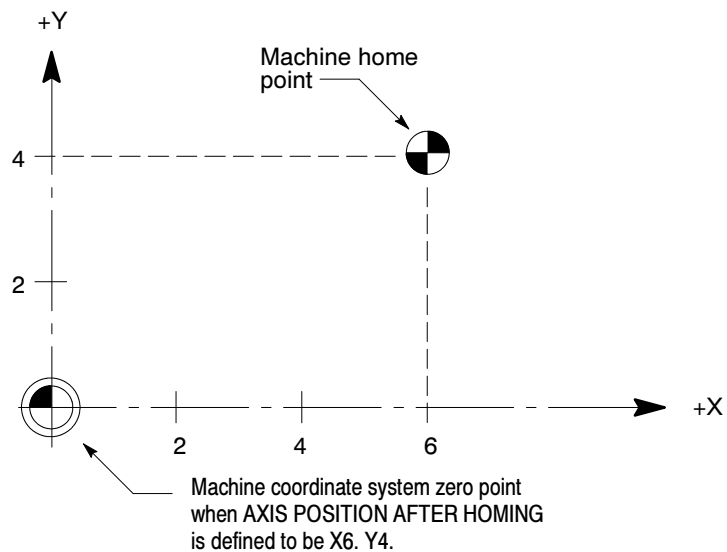 +Y
Machine home
point
4
2
+X
2
4
6
Machine coordinate system zero point
when AXIS POSITION AFTER HOMING
is defined to be X6. Y4.